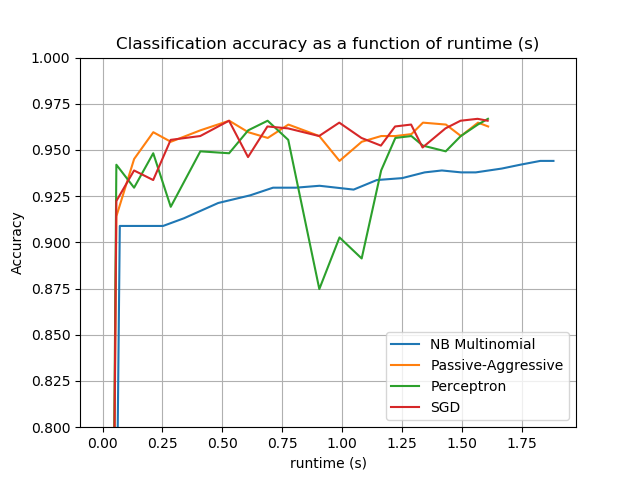 Classification accuracy as a function of runtime (s)
1.000
0.975
0.950
0.925
0.900
0.875
0.850
0.825
0.800
Accuracy
NB Multinomial
Passive-Aggressive
Perceptron
SGD
0.00 0.25 0.50 0.75 1.00 1.25 1.50 1.75
runtime (s)